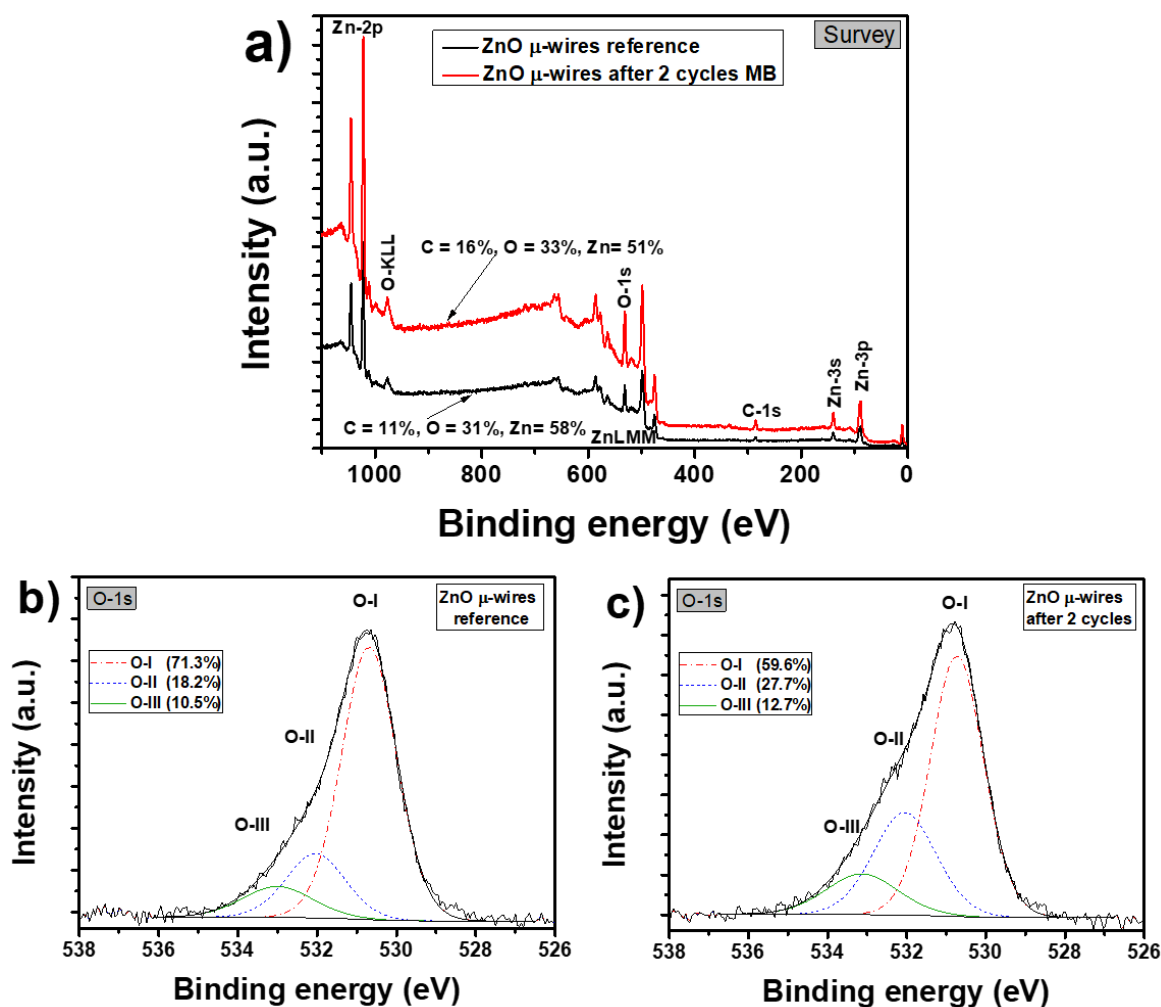 a)
Zn-2p
ZnO μ-wires reference
ZnO μ-wires after 2 cycles MB
Survey
Intensity (a.u.)
O-KLL
C = 16%, O = 33%, Zn= 51%
O-1s
C = 11%, O = 31%, Zn= 58%
ZnLMM
C-1s
Zn-3s
Zn-3p
1000 800 600 400 200 0
Binding energy (eV)
b)
O-1s
O-I
ZnO μ-wires
reference
O-I (71.3%)
O-II (18.2%)
O-III (10.5%)
O-II
O-III
Intensity (a.u.)
538 536 534 532 530 528 526
Binding energy (eV)
c)
O-1s
O-I
ZnO μ-wires
after 2 cycles
O-I (59.6%)
O-II (27.7%)
O-III (12.7%)
O-II
O-III
Intensity (a.u.)
538 536 534 532 530 528 526
Binding energy (eV)